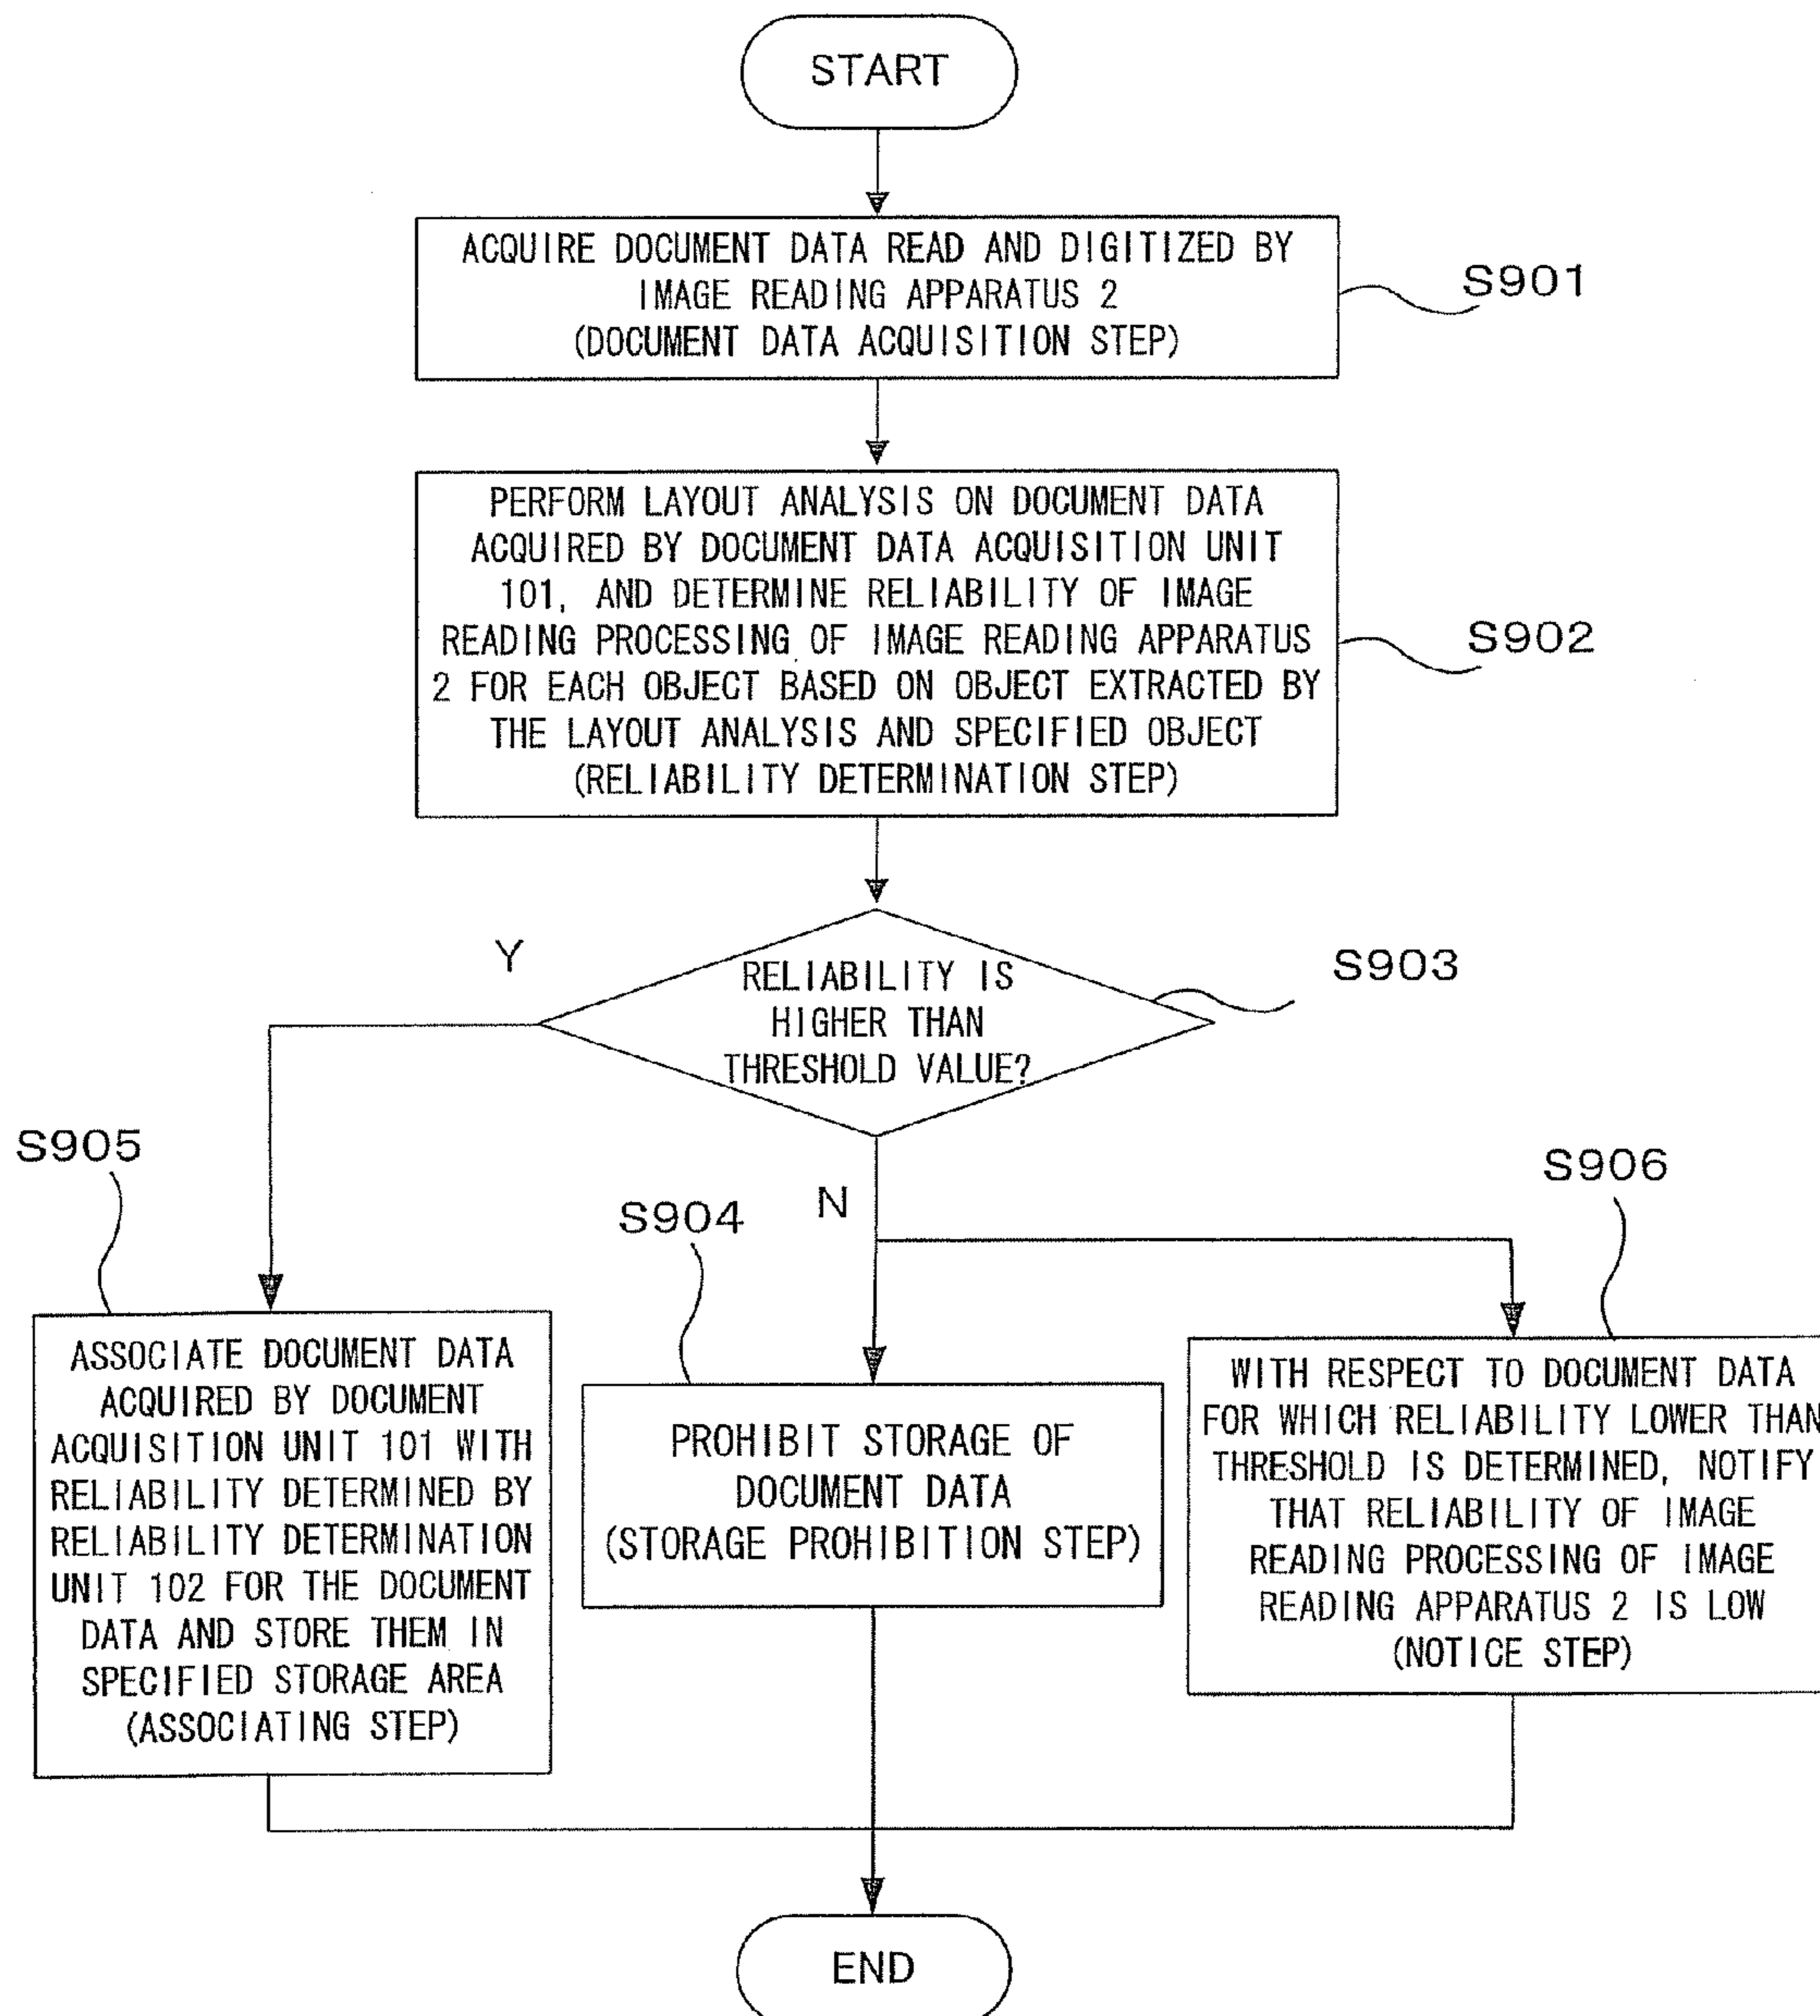 START
ACQUIRE DOCUMENT DATA READ AND DIGITIZED BY
IMAGE READING APPARATUS 2
(DOCUMENT DATA ACQUISITION STEP)
S901
PERFORM LAYOUT ANALYSIS ON DOCUMENT DATA
ACQUIRED BY DOCUMENT DATA ACQUISITION UNIT
101, AND DETERMINE RELIABILITY OF IMAGE
READING PROCESSING OF IMAGE READING APPARATUS
2 FOR EACH OBJECT BASED ON OBJECT EXTRACTED BY
THE LAYOUT ANALYSIS AND SPECIFIED OBJECT
(RELIABILITY DETERMINATION STEP)
S902
Y
RELIABILITY IS
HIGHER THAN
THRESHOLD VALUE?
S903
N
S905
ASSOCIATE DOCUMENT DATA
ACQUIRED BY DOCUMENT
ACQUISITION UNIT 101 WITH
RELIABILITY DETERMINED BY
RELIABILITY DETERMINATION
UNIT 102 FOR THE DOCUMENT
DATA AND STORE THEM IN
SPECIFIED STORAGE AREA
(ASSOCIATING STEP)
S904
PROHIBIT STORAGE OF
DOCUMENT DATA
(STORAGE PROHIBITION STEP)
S906
WITH RESPECT TO DOCUMENT DATA
FOR WHICH RELIABILITY LOWER THAN
THRESHOLD IS DETERMINED, NOTIFY
THAT RELIABILITY OF IMAGE
READING PROCESSING OF IMAGE
READING APPARATUS 2 IS LOW
(NOTICE STEP)
END